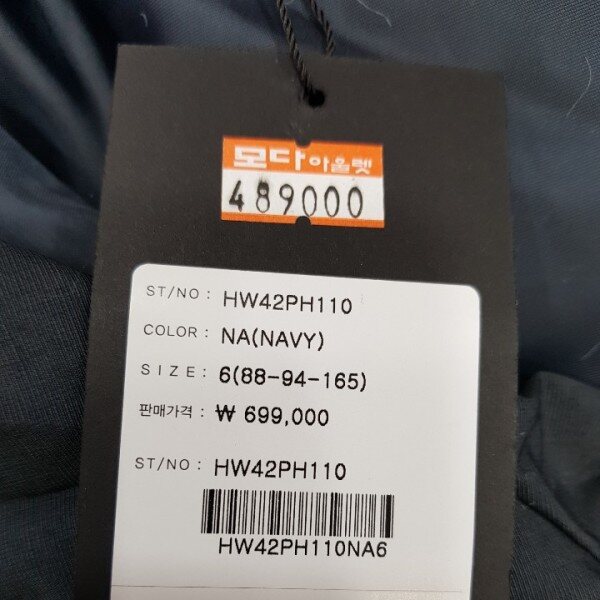 모다아울렛
489000
ST/NO : HW42PH110
COLOR : NA(NAVY)
SIZE : 6(88-94-165)
판매가격 : ₩ 699,000
ST/NO : HW42PH110
HW42PH110NA6